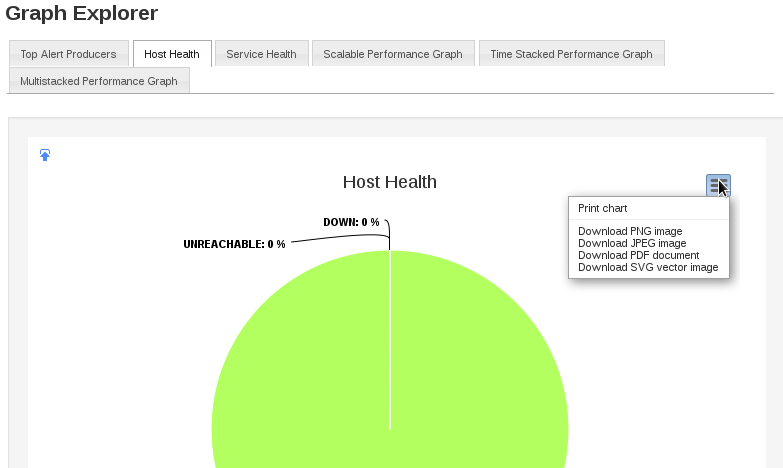 Graph Explorer
Top Alert Producers
Host Health
Service Health
Scalable Performance Graph
Time Stacked Performance Graph
Multistacked Performance Graph
Host Health
Print chart
Download PNG image
Download JPEG image
Download PDF document
Download SVG vector image
DOWN: 0 %
UNREACHABLE: 0 %